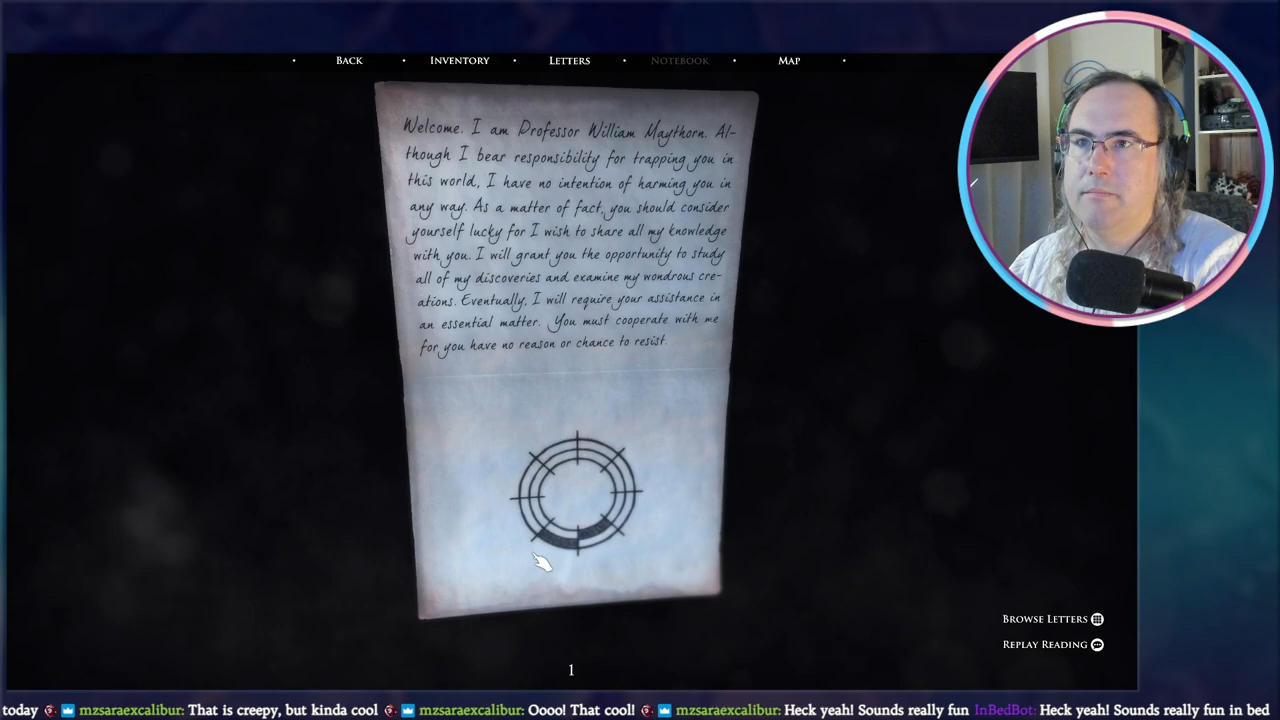 BACK
INVENTORY
LETTERS
NOTEBOOK
MAP
Welcome. I am Professor William Maythorn. Al-
though I bear responsibility for trapping you in
this world, I have no intention of harming you in
any way. As a matter of fact, you should consider
yourself lucky for I wish to share all my knowledge
with you. I will grant you the opportunity to study
all of my discoveries and examine my wondrous cre-
ations. Eventually, I will require your assistance in
an essential matter. You must cooperate with me
for you have no reason or chance to resist.
BROWSE LETTERS
REPLAY READING
1
today mzsaraexcalibur: That is creepy, but kinda cool mzsaraexcalibur: Oooo! That cool! mzsaraexcalibur: Heck yeah! Sounds really fun InBedBot: Heck yeah! Sounds really fun in bed